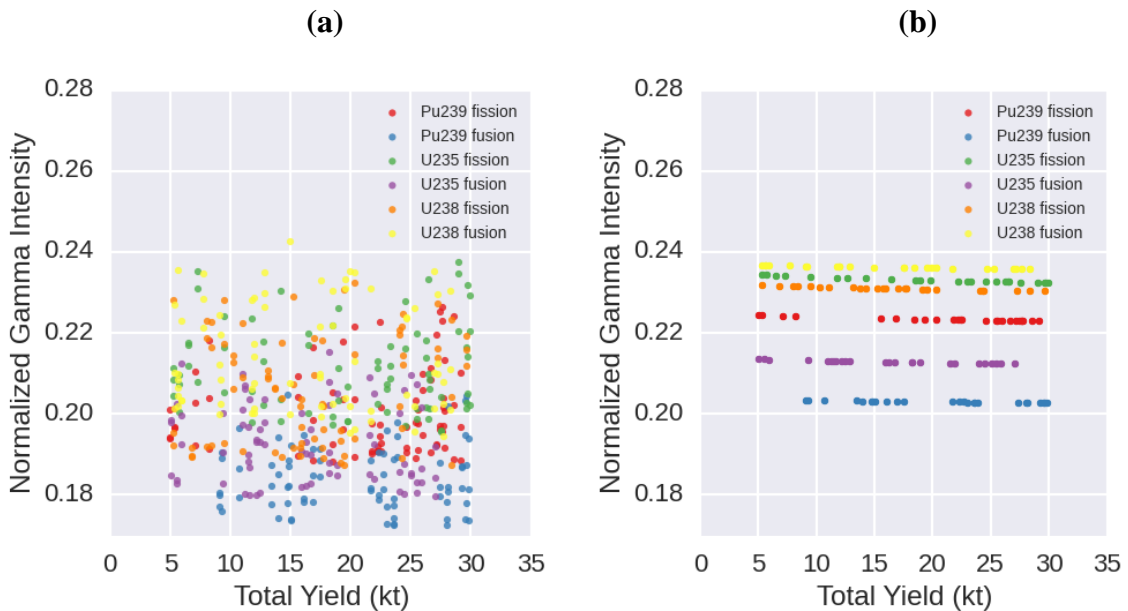 (a)
Normalized Gamma Intensity
0.28
0.26
0.24
0.22
0.20
0.18
Pu239 fission
Pu239 fusion
U235 fission
U235 fusion
U238 fission
U238 fusion
0 5 10 15 20 25 30 35
Total Yield (kt)
(b)
Normalized Gamma Intensity
0.28
0.26
0.24
0.22
0.20
0.18
Pu239 fission
Pu239 fusion
U235 fission
U235 fusion
U238 fission
U238 fusion
0 5 10 15 20 25 30 35
Total Yield (kt)